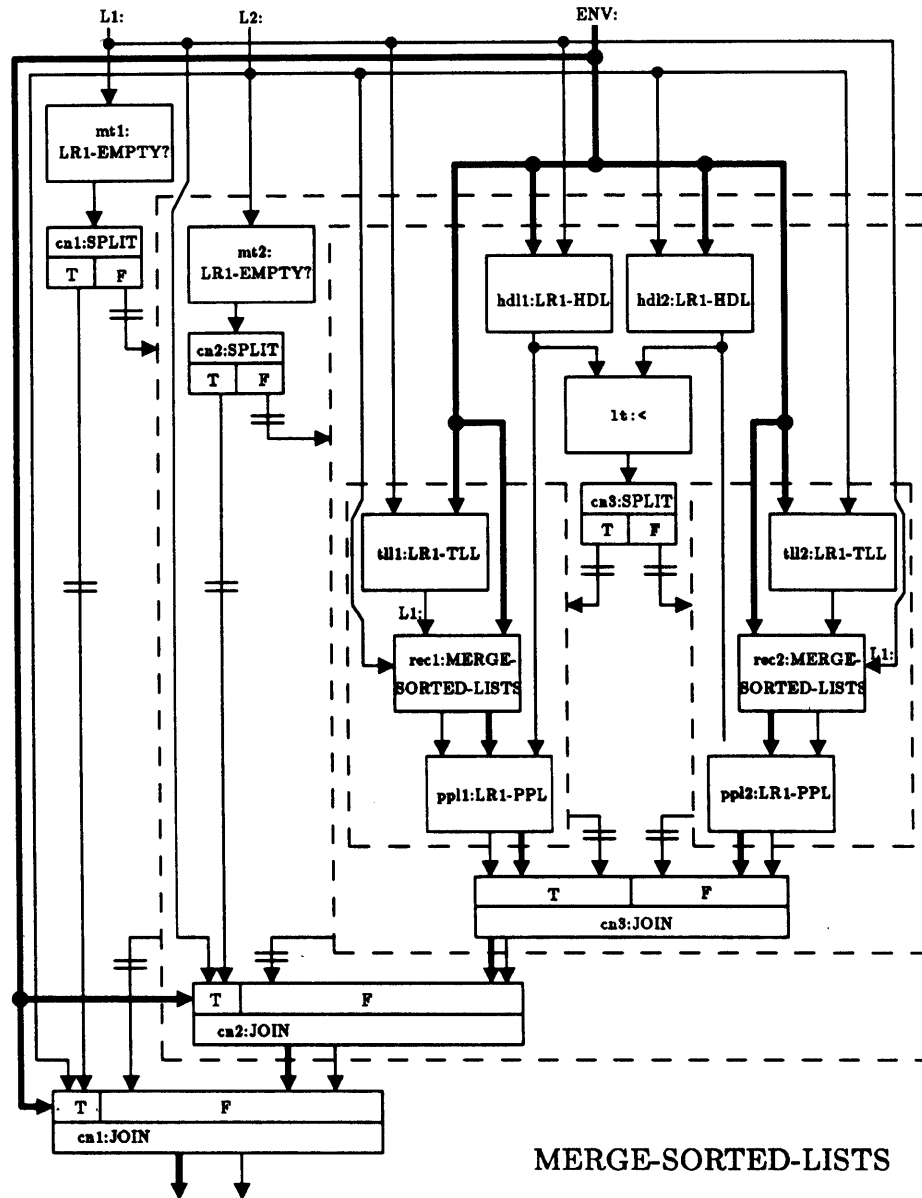 L1:
L2:
ENV:
mt1:
LR1-EMPTY?
cn1:SPLIT
T
F
mt2:
LR1-EMPTY?
cn2:SPLIT
T
F
hdl1:LR1-HDL
hdl2:LR1-HDL
lt:<
cn3:SPLIT
T
F
tll1:LR1-TLL
tll2:LR1-TLL
L1:
rec1:MERGE-
SORTED-LISTS
rec2:MERGE-
SORTED-LISTS
L1:
ppl1:LR1-PPL
ppl2:LR1-PPL
T
F
cn3:JOIN
T
F
cn2:JOIN
T
F
cn1:JOIN
MERGE-SORTED-LISTS